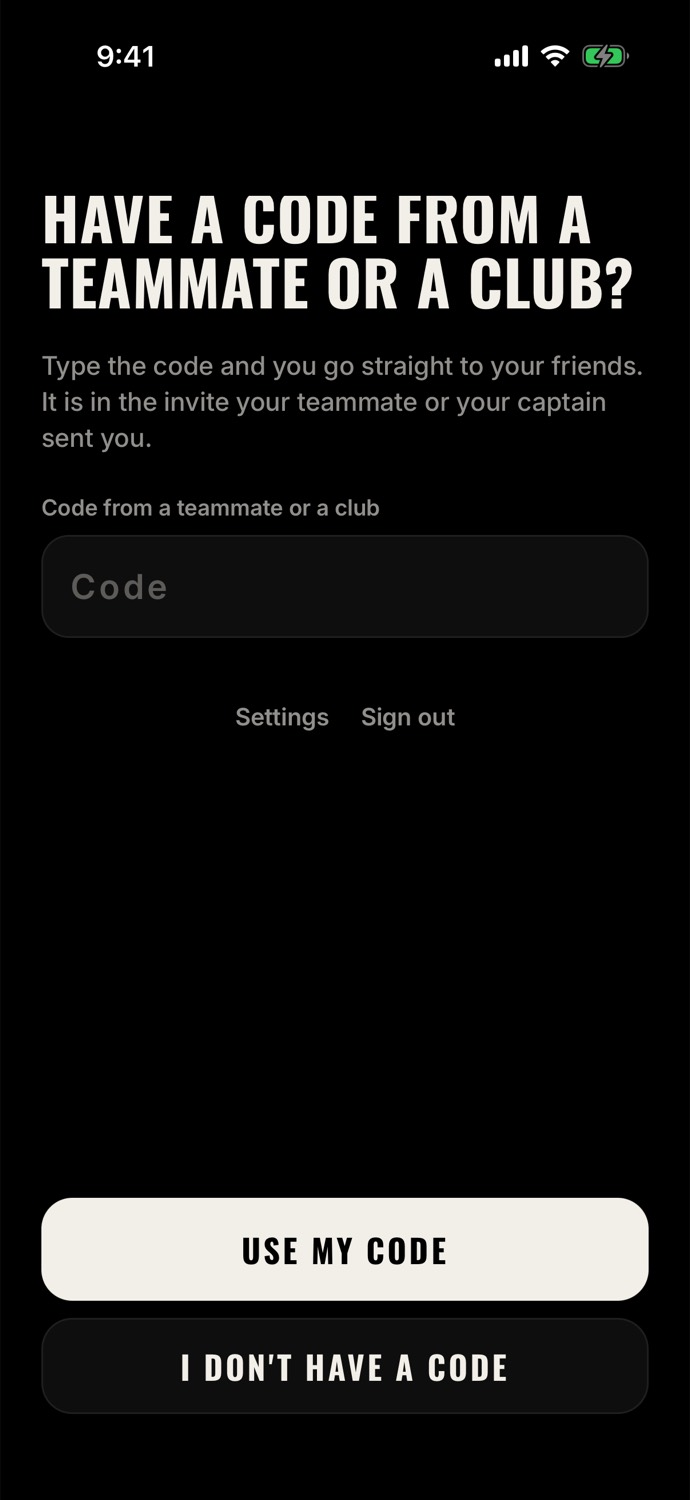 9:41
HAVE A CODE FROM A
TEAMMATE OR A CLUB?
Type the code and you go straight to your friends.
It is in the invite your teammate or your captain
sent you.
Code from a teammate or a club
Code
Settings Sign out
USE MY CODE
I DON'T HAVE A CODE